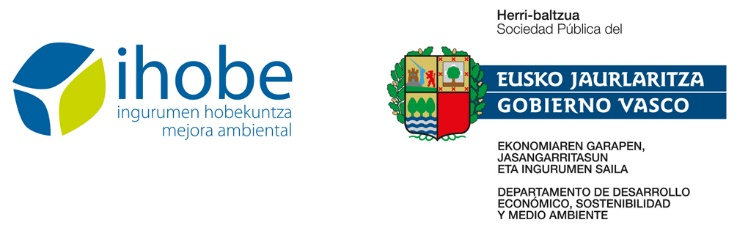 ihobe
ingurumen hobekuntza
mejora ambiental
Herri-baltzua
Sociedad Pública del
EUSKO JAURLARITZA
GOBIERNO VASCO
EKONOMIAREN GARAPEN,
JASANGARRITASUN
ETA INGURUMEN SAILA
DEPARTAMENTO DE DESARROLLO
ECONÓMICO, SOSTENIBILIDAD
Y MEDIO AMBIENTE